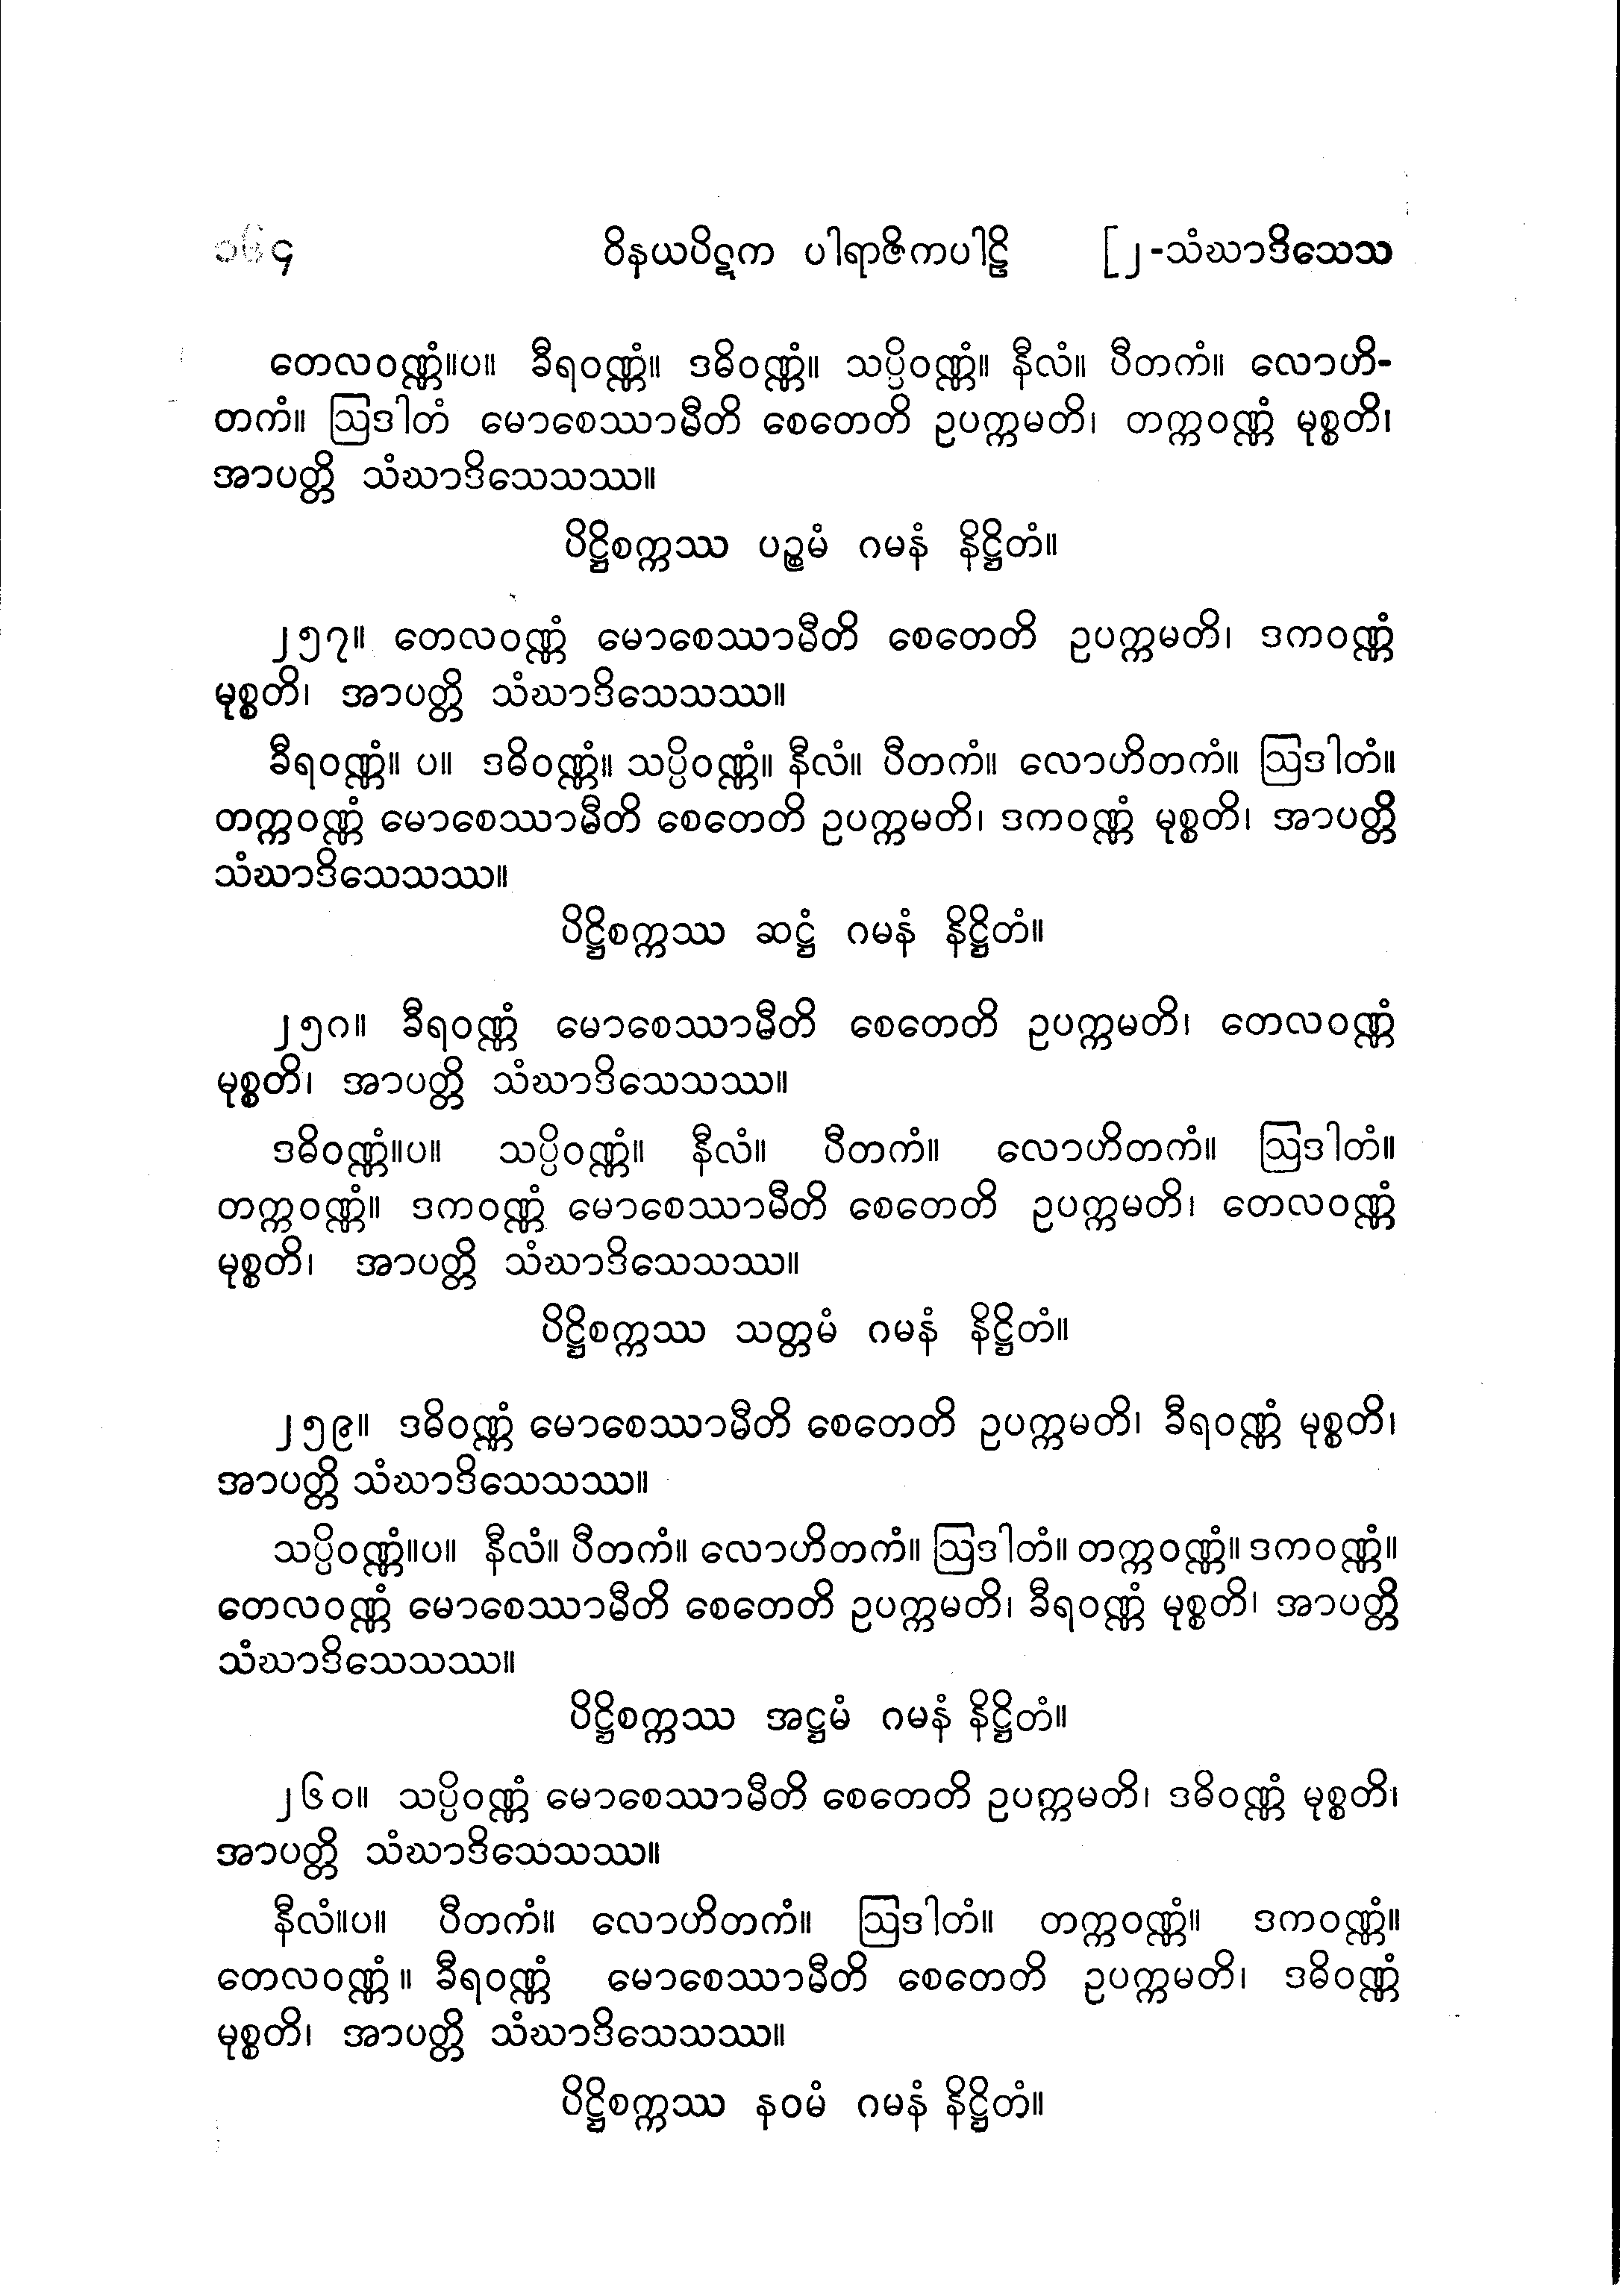 ၁၆၄ ဝိနယပိဋက ပါရာဇိကပါဠိ [၂-သံဃာဒိသေသ
တေလဝဏ္ဏံ။ပ။ ခီရဝဏ္ဏံ။ ဒဓိဝဏ္ဏံ။ သပ္ပိဝဏ္ဏံ။ နီလံ။ ပီတကံ။ လောဟိ-
တကံ။ ဩဒါတံ မောစေဿာမီတိ စေတေတိ ဥပက္ကမတိ၊ တက္ကဝဏ္ဏံ မုစ္စတိ၊
အာပတ္တိ သံဃာဒိသေသဿ။
ပိဋ္ဌိစက္ကဿ ပဉ္စမံ ဂမနံ နိဋ္ဌိတံ။
၂၅၇။ တေလဝဏ္ဏံ မောစေဿာမီတိ စေတေတိ ဥပက္ကမတိ၊ ဒကဝဏ္ဏံ
မုစ္စတိ၊ အာပတ္တိ သံဃာဒိသေသဿ။
ခီရဝဏ္ဏံ။ ပ။ ဒဓိဝဏ္ဏံ။ သပ္ပိဝဏ္ဏံ။ နီလံ။ ပီတကံ။ လောဟိတကံ။ ဩဒါတံ။
တက္ကဝဏ္ဏံ မောစေဿာမီတိ စေတေတိ ဥပက္ကမတိ၊ ဒကဝဏ္ဏံ မုစ္စတိ၊ အာပတ္တိ
သံဃာဒိသေသဿ။
ပိဋ္ဌိစက္ကဿ ဆဋ္ဌံ ဂမနံ နိဋ္ဌိတံ။
၂၅၈။ ခီရဝဏ္ဏံ မောစေဿာမီတိ စေတေတိ ဥပက္ကမတိ၊ တေလဝဏ္ဏံ
မုစ္စတိ၊ အာပတ္တိ သံဃာဒိသေသဿ။
ဒဓိဝဏ္ဏံ။ပ။ သပ္ပိဝဏ္ဏံ။ နီလံ။ ပီတကံ။ လောဟိတကံ။ ဩဒါတံ။
တက္ကဝဏ္ဏံ။ ဒကဝဏ္ဏံ မောစေဿာမီတိ စေတေတိ ဥပက္ကမတိ၊ တေလဝဏ္ဏံ
မုစ္စတိ၊ အာပတ္တိ သံဃာဒိသေသဿ။
ပိဋ္ဌိစက္ကဿ သတ္တမံ ဂမနံ နိဋ္ဌိတံ။
၂၅၉။ ဒဓိဝဏ္ဏံ မောစေဿာမီတိ စေတေတိ ဥပက္ကမတိ၊ ခီရဝဏ္ဏံ မုစ္စတိ၊
အာပတ္တိ သံဃာဒိသေသဿ။
သပ္ပိဝဏ္ဏံ။ပ။ နီလံ။ ပီတကံ။ လောဟိတကံ။ ဩဒါတံ။ တက္ကဝဏ္ဏံ။ ဒကဝဏ္ဏံ။
တေလဝဏ္ဏံ မောစေဿာမီတိ စေတေတိ ဥပက္ကမတိ၊ ခီရဝဏ္ဏံ မုစ္စတိ၊ အာပတ္တိ
သံဃာဒိသေသဿ။
ပိဋ္ဌိစက္ကဿ အဋ္ဌမံ ဂမနံ နိဋ္ဌိတံ။
၂၆၀။ သပ္ပိဝဏ္ဏံ မောစေဿာမီတိ စေတေတိ ဥပက္ကမတိ၊ ဒဓိဝဏ္ဏံ မုစ္စတိ၊
အာပတ္တိ သံဃာဒိသေသဿ။
နီလံ။ပ။ ပီတကံ။ လောဟိတကံ။ ဩဒါတံ။ တက္ကဝဏ္ဏံ။ ဒကဝဏ္ဏံ။
တေလဝဏ္ဏံ။ ခီရဝဏ္ဏံ မောစေဿာမီတိ စေတေတိ ဥပက္ကမတိ၊ ဒဓိဝဏ္ဏံ
မုစ္စတိ၊ အာပတ္တိ သံဃာဒိသေသဿ။
ပိဋ္ဌိစက္ကဿ နဝမံ ဂမနံ နိဋ္ဌိတံ။